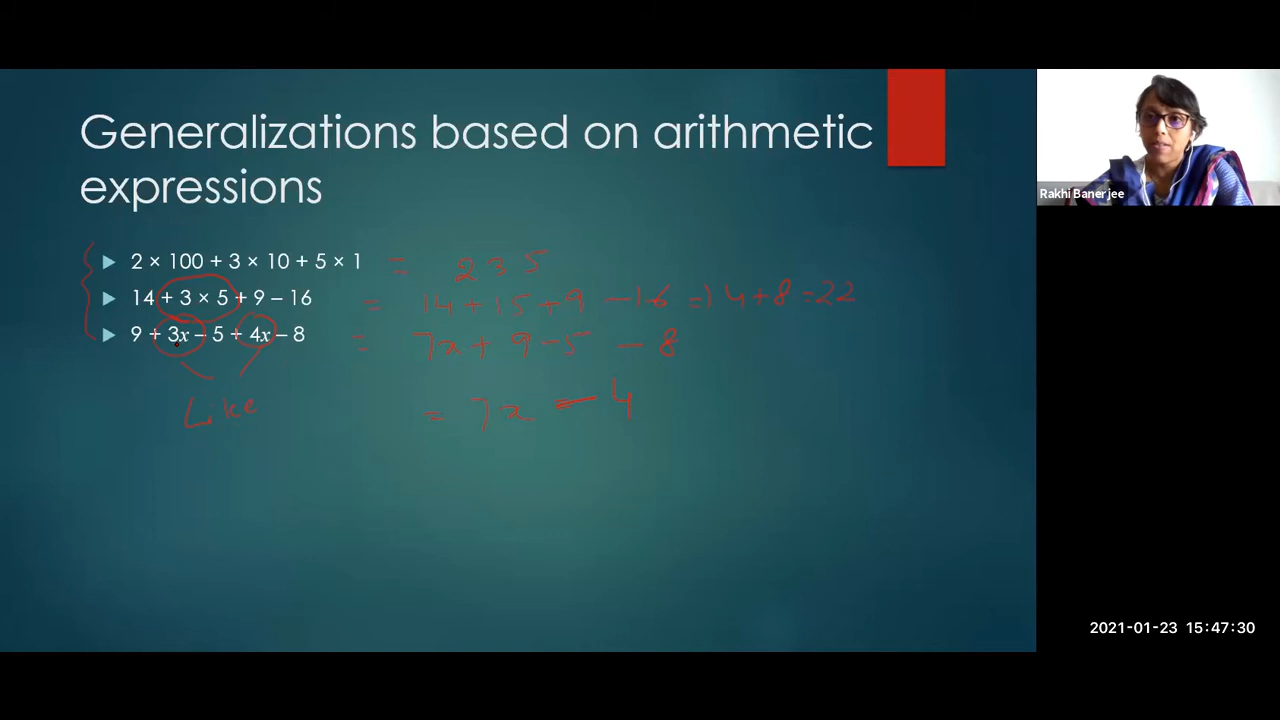 Generalizations based on arithmetic
expressions
Rakhi Banerjee
2 × 100 + 3 × 10 + 5 × 1 = 235
14 + 3 × 5 + 9 – 16 = 14 + 15 + 9 - 16 =) 4+8 = 22
9 + 3x – 5 + 4x – 8 = 7x + 9 - 5 - 8
Like = 7x - 4
2021-01-23 15:47:30